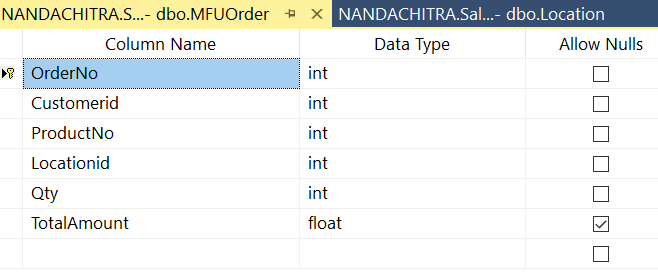 NANDACHITRA.S...- dbo.MFUOrder NANDACHITRA.Sal...- dbo.Location
Column Name Data Type Allow Nulls
OrderNo int
Customerid int
ProductNo int
Locationid int
Qty int
TotalAmount float